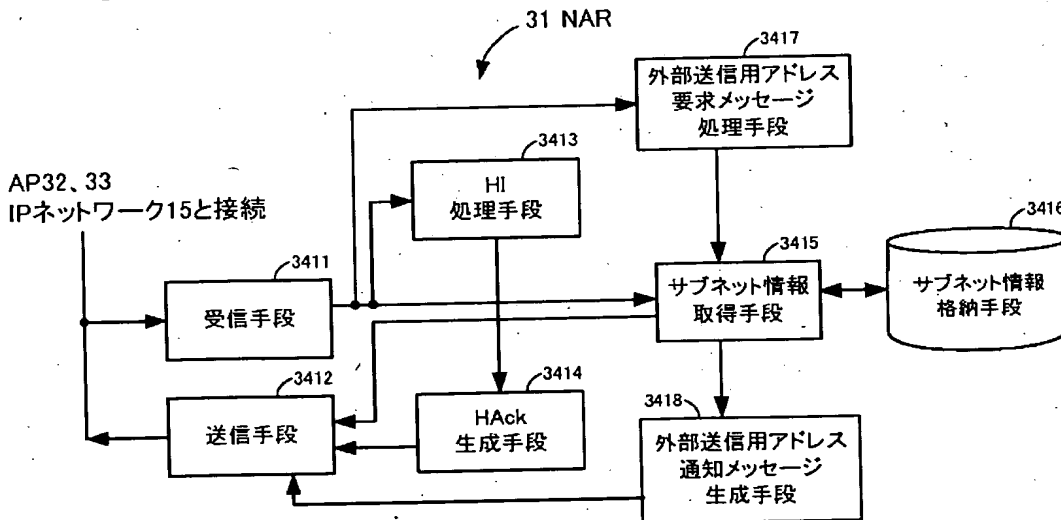 31 NAR
3417
外部送信用アドレス
要求メッセージ
処理手段
3413
HI
処理手段
AP32、33
IPネットワーク15と接続
3411
受信手段
3415
サブネット情報
取得手段
3416
サブネット情報
格納手段
3412
送信手段
3414
HAck
生成手段
3418
外部送信用アドレス
通知メッセージ
生成手段